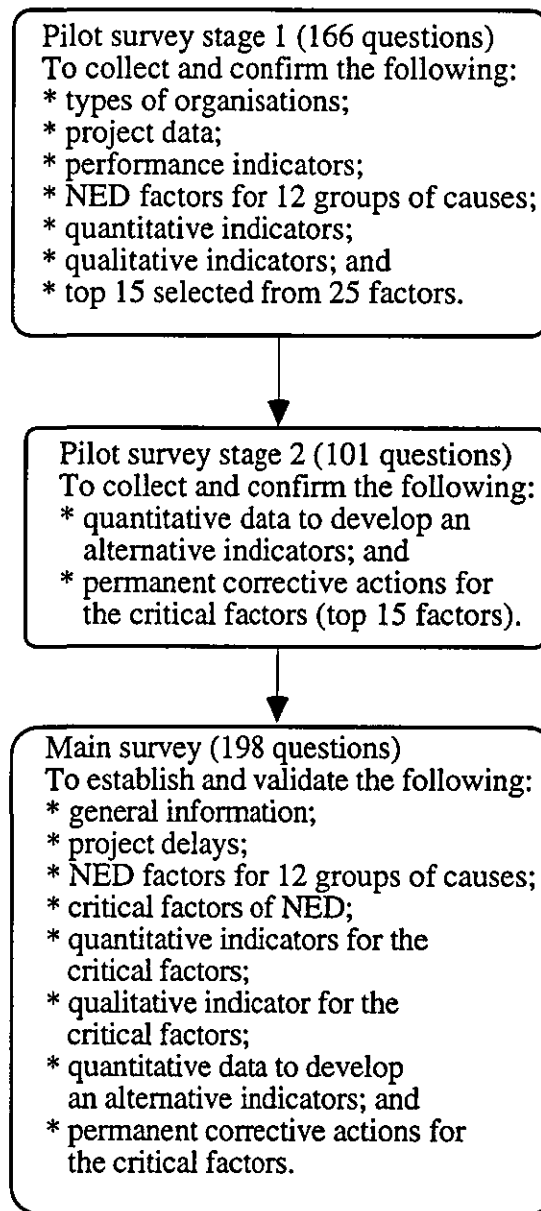 Pilot survey stage 1 (166 questions)
To collect and confirm the following:
* types of organisations;
* project data;
* performance indicators;
* NED factors for 12 groups of causes;
* quantitative indicators;
* qualitative indicators; and
* top 15 selected from 25 factors.
Pilot survey stage 2 (101 questions)
To collect and confirm the following:
* quantitative data to develop an
alternative indicators; and
* permanent corrective actions for
the critical factors (top 15 factors).
Main survey (198 questions)
To establish and validate the following:
* general information;
* project delays;
* NED factors for 12 groups of causes;
* critical factors of NED;
* quantitative indicators for the
critical factors;
* qualitative indicator for the
critical factors;
* quantitative data to develop
an alternative indicators; and
* permanent corrective actions for
the critical factors.